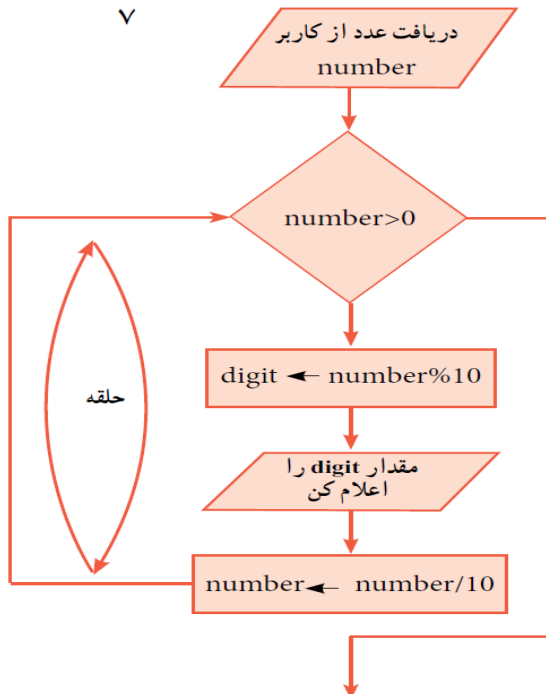 ۷
دریافت عدد از کاربر
number
number>0
digit ← number%10
حلقه
مقدار digit را
اعلام کن
number ← number/10